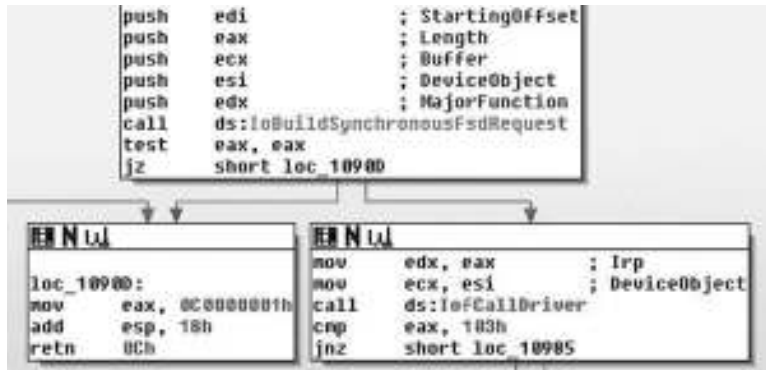 push edi ; StartingOffset
push eax ; Length
push ecx ; Buffer
push esi ; DeviceObject
push edx ; MajorFunction
call ds:IoBuildSynchronousFsdRequest
test eax, eax
jz short loc_1090D
loc_1090D:
mov eax, 0C0000001h
add esp, 18h
retn 0Ch
mov edx, eax ; Irp
mov ecx, esi ; DeviceObject
call ds:IofCallDriver
cmp eax, 103h
jnz short loc_10905